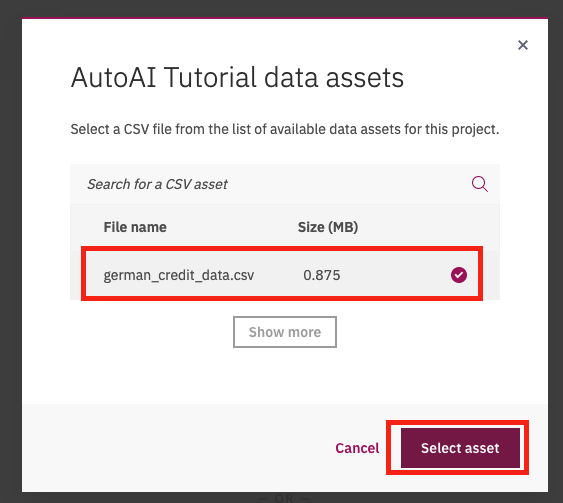 AutoAI Tutorial data assets
Select a CSV file from the list of available data assets for this project.
Search for a CSV asset
File name Size (MB)
german_credit_data.csv 0.875
Show more
Cancel Select asset
— OR —